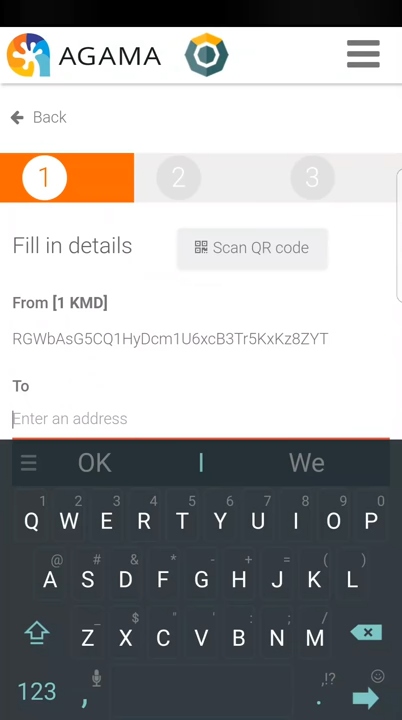 AGAMA
Back
1 2 3
Fill in details
Scan QR code
From [1 KMD]
RGWbAsG5CQ1HyDcm1U6xcB3Tr5KxKz8ZYT
To
Enter an address
OK I We
1 2 3 4 5 6 7 8 9 0
Q W E R T Y U I O P
@ # & * - + = ( )
A S D F G H J K L
_ $ " ' : ; /
Z X C V B N M
123 , ,!? .